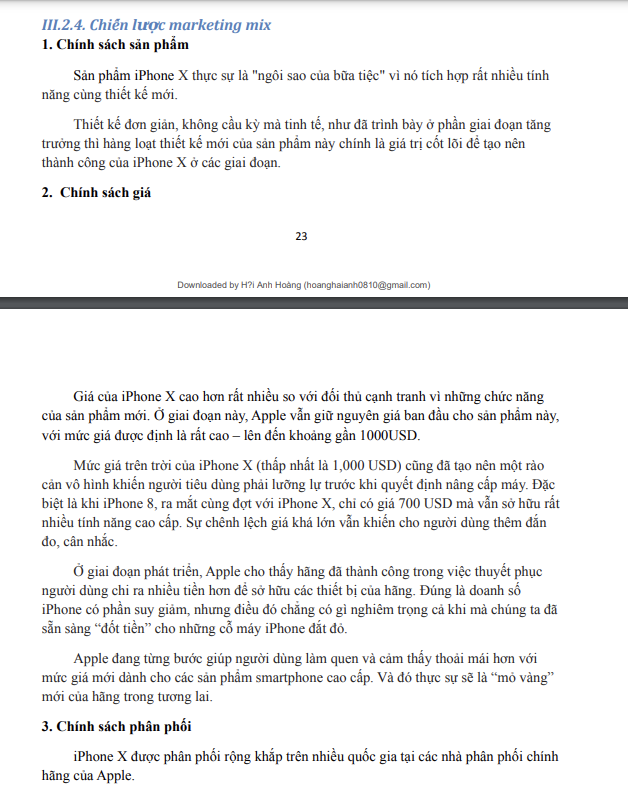 III.2.4. Chiến lược marketing mix
1. Chính sách sản phẩm
Sản phẩm iPhone X thực sự là "ngôi sao của bữa tiệc" vì nó tích hợp rất nhiều tính
năng cùng thiết kế mới.
Thiết kế đơn giản, không cầu kỳ mà tinh tế, như đã trình bày ở phần giai đoạn tăng
trưởng thì hàng loạt thiết kế mới của sản phẩm này chính là giá trị cốt lõi để tạo nên
thành công của iPhone X ở các giai đoạn.
2. Chính sách giá
23
Downloaded by H?i Anh Hoàng (hoanghaianh0810@gmail.com)
Giá của iPhone X cao hơn rất nhiều so với đối thủ cạnh tranh vì những chức năng
của sản phẩm mới. Ở giai đoạn này, Apple vẫn giữ nguyên giá ban đầu cho sản phẩm này,
với mức giá được định là rất cao – lên đến khoảng gần 1000USD.
Mức giá trên trời của iPhone X (thấp nhất là 1,000 USD) cũng đã tạo nên một rào
cản vô hình khiến người tiêu dùng phải lưỡng lự trước khi quyết định nâng cấp máy. Đặc
biệt là khi iPhone 8, ra mắt cùng đợt với iPhone X, chỉ có giá 700 USD mà vẫn sở hữu rất
nhiều tính năng cao cấp. Sự chênh lệch giá khá lớn vẫn khiến cho người dùng thêm đắn
đo, cân nhắc.
Ở giai đoạn phát triển, Apple cho thấy hãng đã thành công trong việc thuyết phục
người dùng chi ra nhiều tiền hơn để sở hữu các thiết bị của hãng. Đúng là doanh số
iPhone có phần suy giảm, nhưng điều đó chẳng có gì nghiêm trọng cả khi mà chúng ta đã
sẵn sàng “đốt tiền” cho những cỗ máy iPhone đắt đỏ.
Apple đang từng bước giúp người dùng làm quen và cảm thấy thoải mái hơn với
mức giá mới dành cho các sản phẩm smartphone cao cấp. Và đó thực sự sẽ là “mỏ vàng”
mới của hãng trong tương lai.
3. Chính sách phân phối
iPhone X được phân phối rộng khắp trên nhiều quốc gia tại các nhà phân phối chính
hãng của Apple.